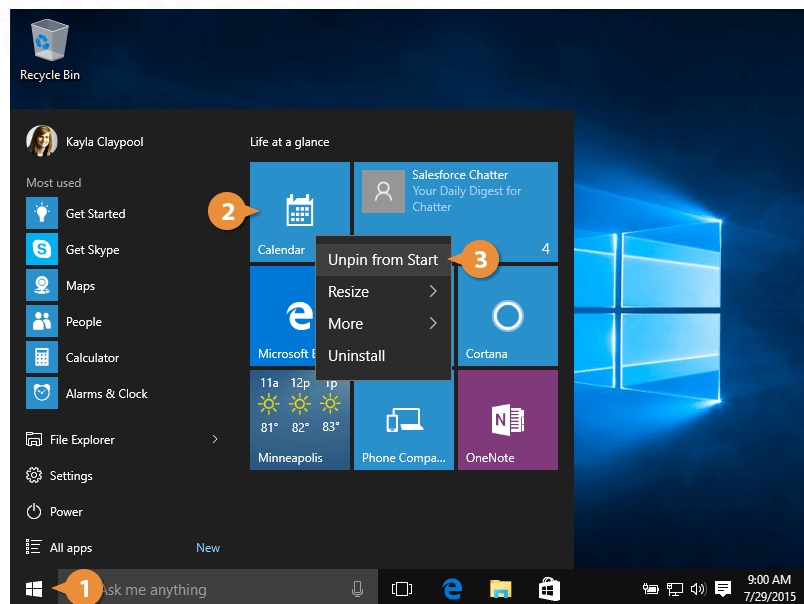 Recycle Bin
Kayla Claypool
Most used
Get Started
Get Skype
Maps
People
Calculator
Alarms & Clock
File Explorer
Settings
Power
All apps New
Life at a glance
2
Calendar
Salesforce Chatter
Your Daily Digest for
Chatter
4
Unpin from Start
3
Resize
More
Uninstall
Microsoft
Cortana
11a 12p 1p
81° 82° 83°
Minneapolis
Phone Compa...
N
OneNote
1
Ask me anything
9:00 AM
7/29/2015